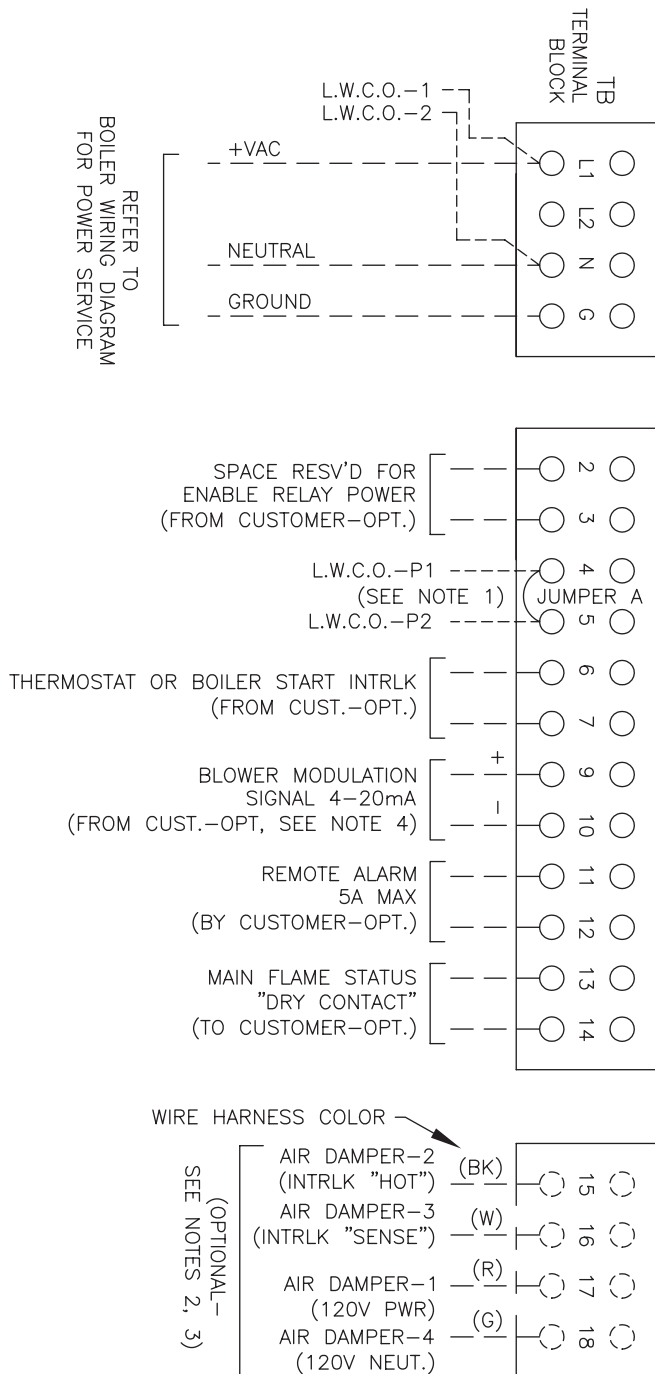 TB
TERMINAL
BLOCK
L.W.C.O.–1
L.W.C.O.–2
+VAC
L1
L2
NEUTRAL
N
GROUND
G
REFER TO
BOILER WIRING DIAGRAM
FOR POWER SERVICE
SPACE RESV'D FOR
ENABLE RELAY POWER
(FROM CUSTOMER–OPT.)
2
3
L.W.C.O.–P1
4
(SEE NOTE 1)
JUMPER A
L.W.C.O.–P2
5
THERMOSTAT OR BOILER START INTRLK
(FROM CUST.–OPT.)
6
7
BLOWER MODULATION
SIGNAL 4–20mA
(FROM CUST.–OPT, SEE NOTE 4)
+
9
–
10
REMOTE ALARM
5A MAX
(BY CUSTOMER–OPT.)
11
12
MAIN FLAME STATUS
"DRY CONTACT"
(TO CUSTOMER–OPT.)
13
14
WIRE HARNESS COLOR
(OPTIONAL–
SEE NOTES 2, 3)
AIR DAMPER–2
(INTRLK "HOT")
(BK)
15
AIR DAMPER–3
(INTRLK "SENSE")
(W)
16
AIR DAMPER–1
(120V PWR)
(R)
17
AIR DAMPER–4
(120V NEUT.)
(G)
18